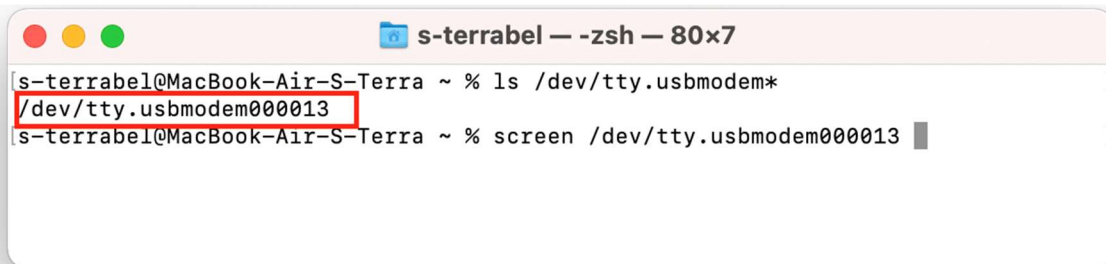 s-terrabel — -zsh — 80×7
[s-terrabel@MacBook-Air-S-Terra ~ % ls /dev/tty.usbmodem*
/dev/tty.usbmodem000013
[s-terrabel@MacBook-Air-S-Terra ~ % screen /dev/tty.usbmodem000013